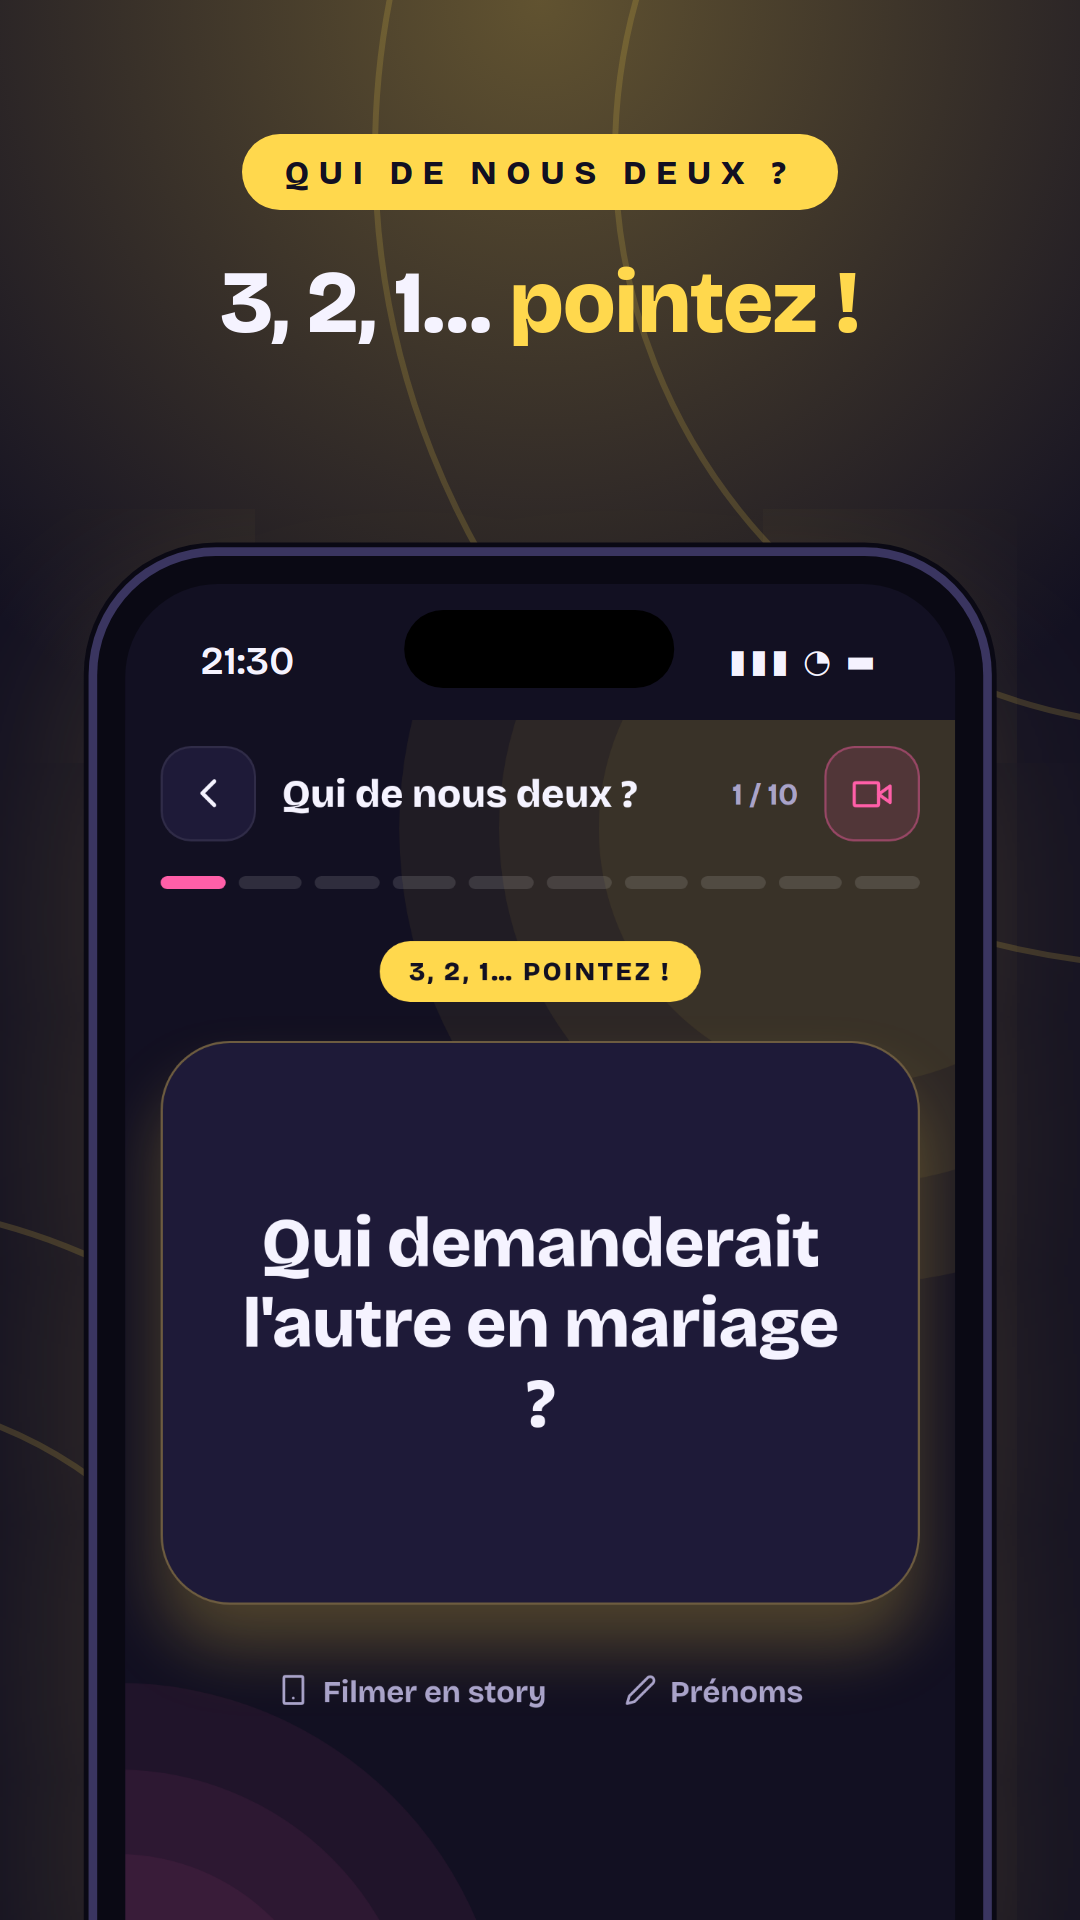 QUI DE NOUS DEUX ?
3, 2, 1... pointez !
21:30
Qui de nous deux ?
1 / 10
3, 2, 1... POINTEZ !
Qui demanderait
l'autre en mariage
?
Filmer en story
Prénoms